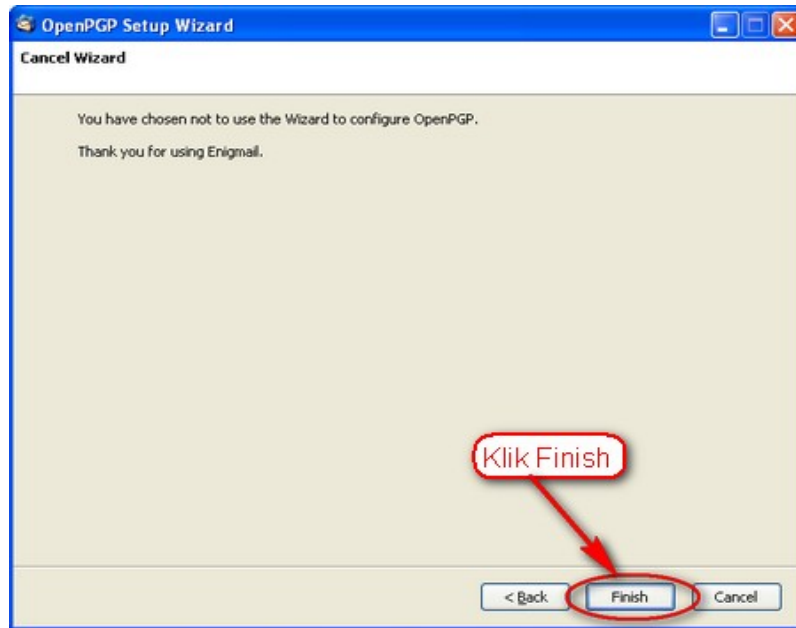 OpenPGP Setup Wizard
Cancel Wizard
You have chosen not to use the Wizard to configure OpenPGP.
Thank you for using Enigmail.
Klik Finish
< Back
Finish
Cancel